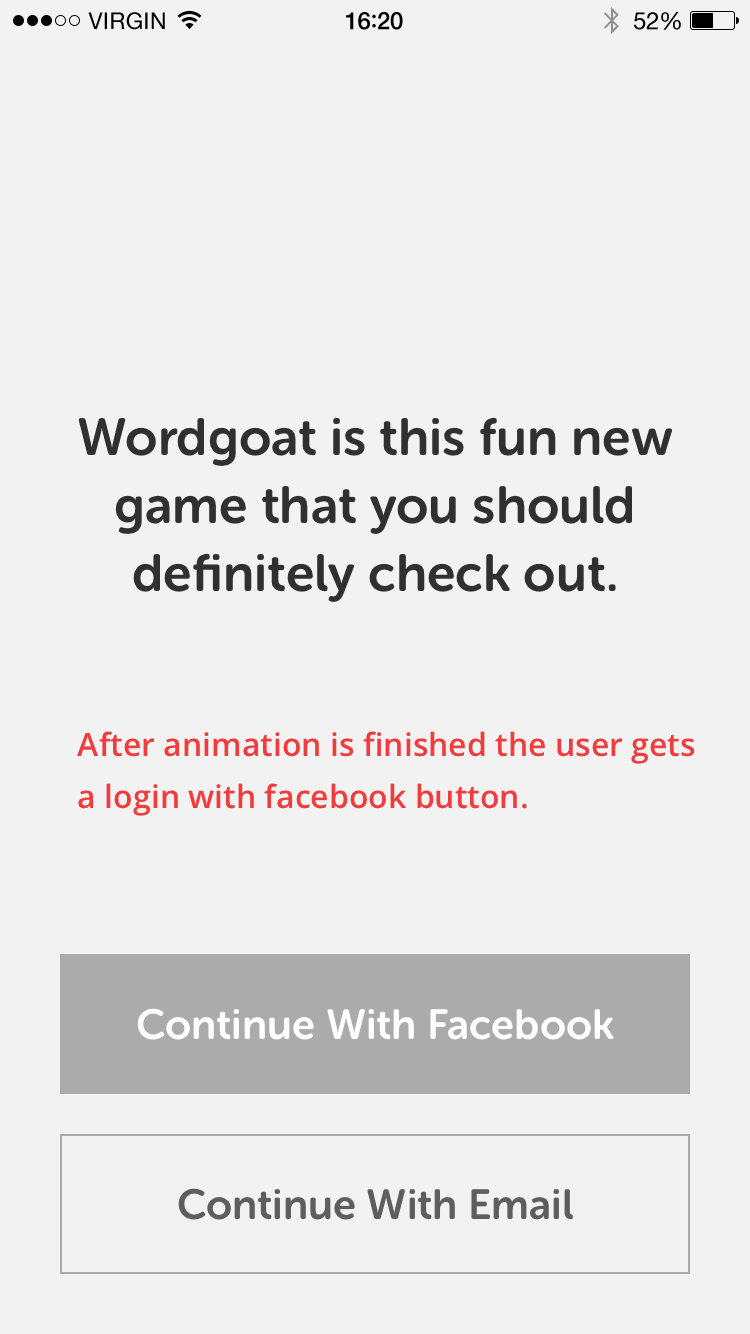 VIRGIN 16:20 52%
Wordgoat is this fun new
game that you should
definitely check out.
After animation is finished the user gets
a login with facebook button.
Continue With Facebook
Continue With Email